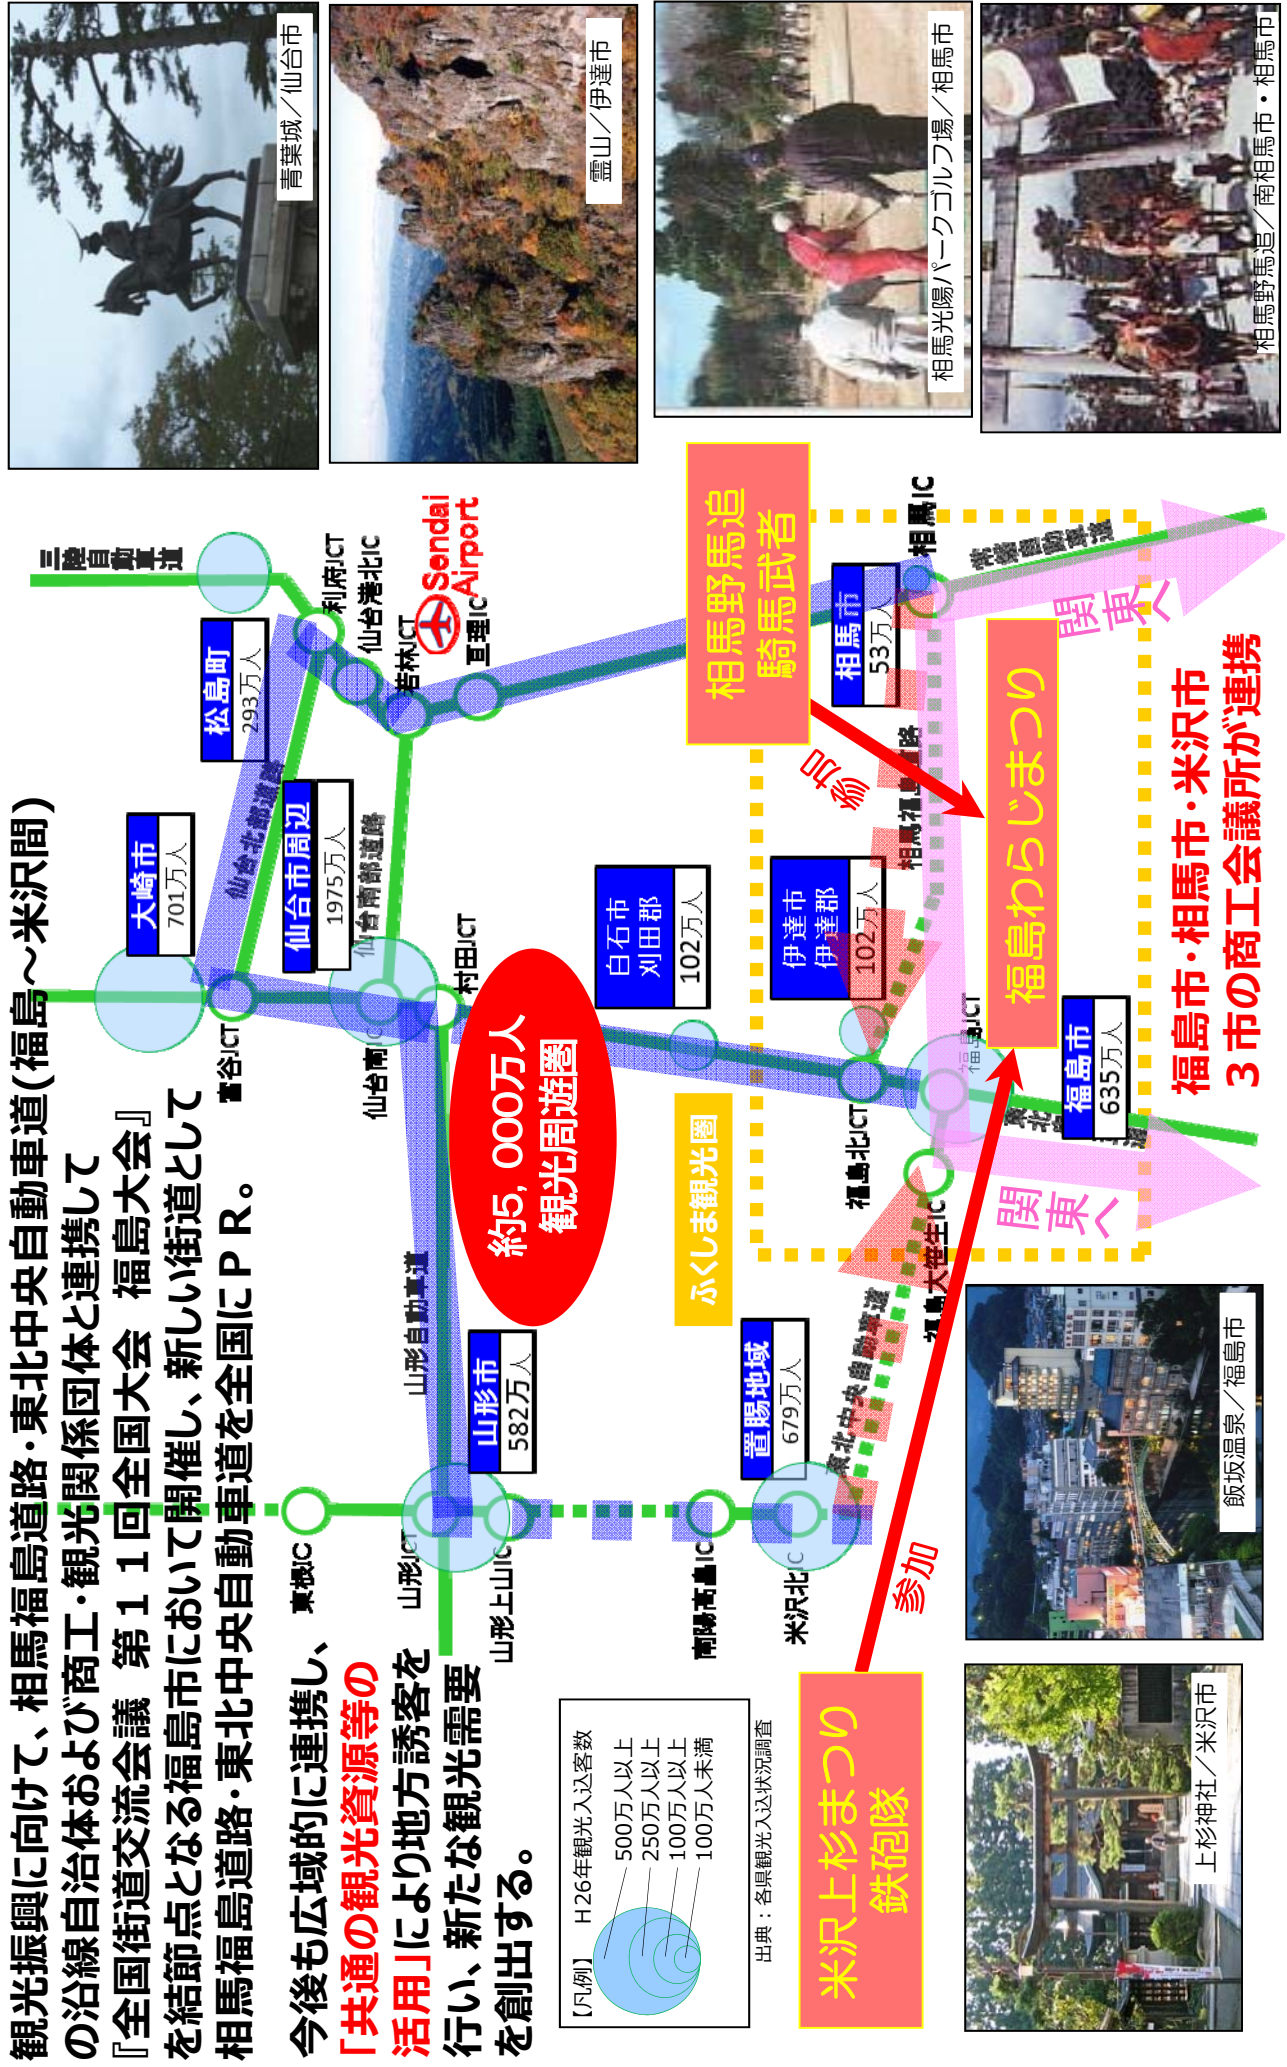 観光振興に向けて、相馬福島道路・東北中央自動車道(福島～米沢間)
の沿線自治体および商工・観光関係団体と連携して
『全国街道交流会議 第１１回全国大会 福島大会』
を結節点となる福島市において開催し、新しい街道として
相馬福島道路・東北中央自動車道を全国にＰＲ。
今後も広域的に連携し、
「共通の観光資源等の
活用」により地方誘客を
行い、新たな観光需要
を創出する。
【凡例】 H26年観光入込客数
500万人以上
250万人以上
100万人以上
100万人未満
出典：各県観光入込状況調査
米沢上杉まつり
鉄砲隊
参加
上杉神社／米沢市
飯坂温泉／福島市
東根IC
山形JCT
山形上山IC
南陽高畠IC
米沢北IC
山形自動車道
山形市
582万人
置賜地域
679万人
東北中央自動車道
福島大笹生IC
ふくしま観光圏
約5,000万人
観光周遊圏
富谷JCT
仙台南IC
村田JCT
福島北JCT
福島JCT
大崎市
701万人
仙台市周辺
1975万人
松島町
293万人
白石市
刈田郡
102万人
伊達市
伊達郡
102万人
福島市
635万人
相馬市
53万人
仙台北部道路
仙台南部道路
三陸自動車道
利府JCT
仙台港北IC
若林JCT
亘理IC
Sendai
Airport
相馬福島道路
相馬IC
常磐自動車道
関東へ
関東へ
相馬野馬追
騎馬武者
参加
福島わらじまつり
福島市・相馬市・米沢市
３市の商工会議所が連携
青葉城／仙台市
霊山／伊達市
相馬光陽パークゴルフ場／相馬市
相馬野馬追／南相馬市・相馬市